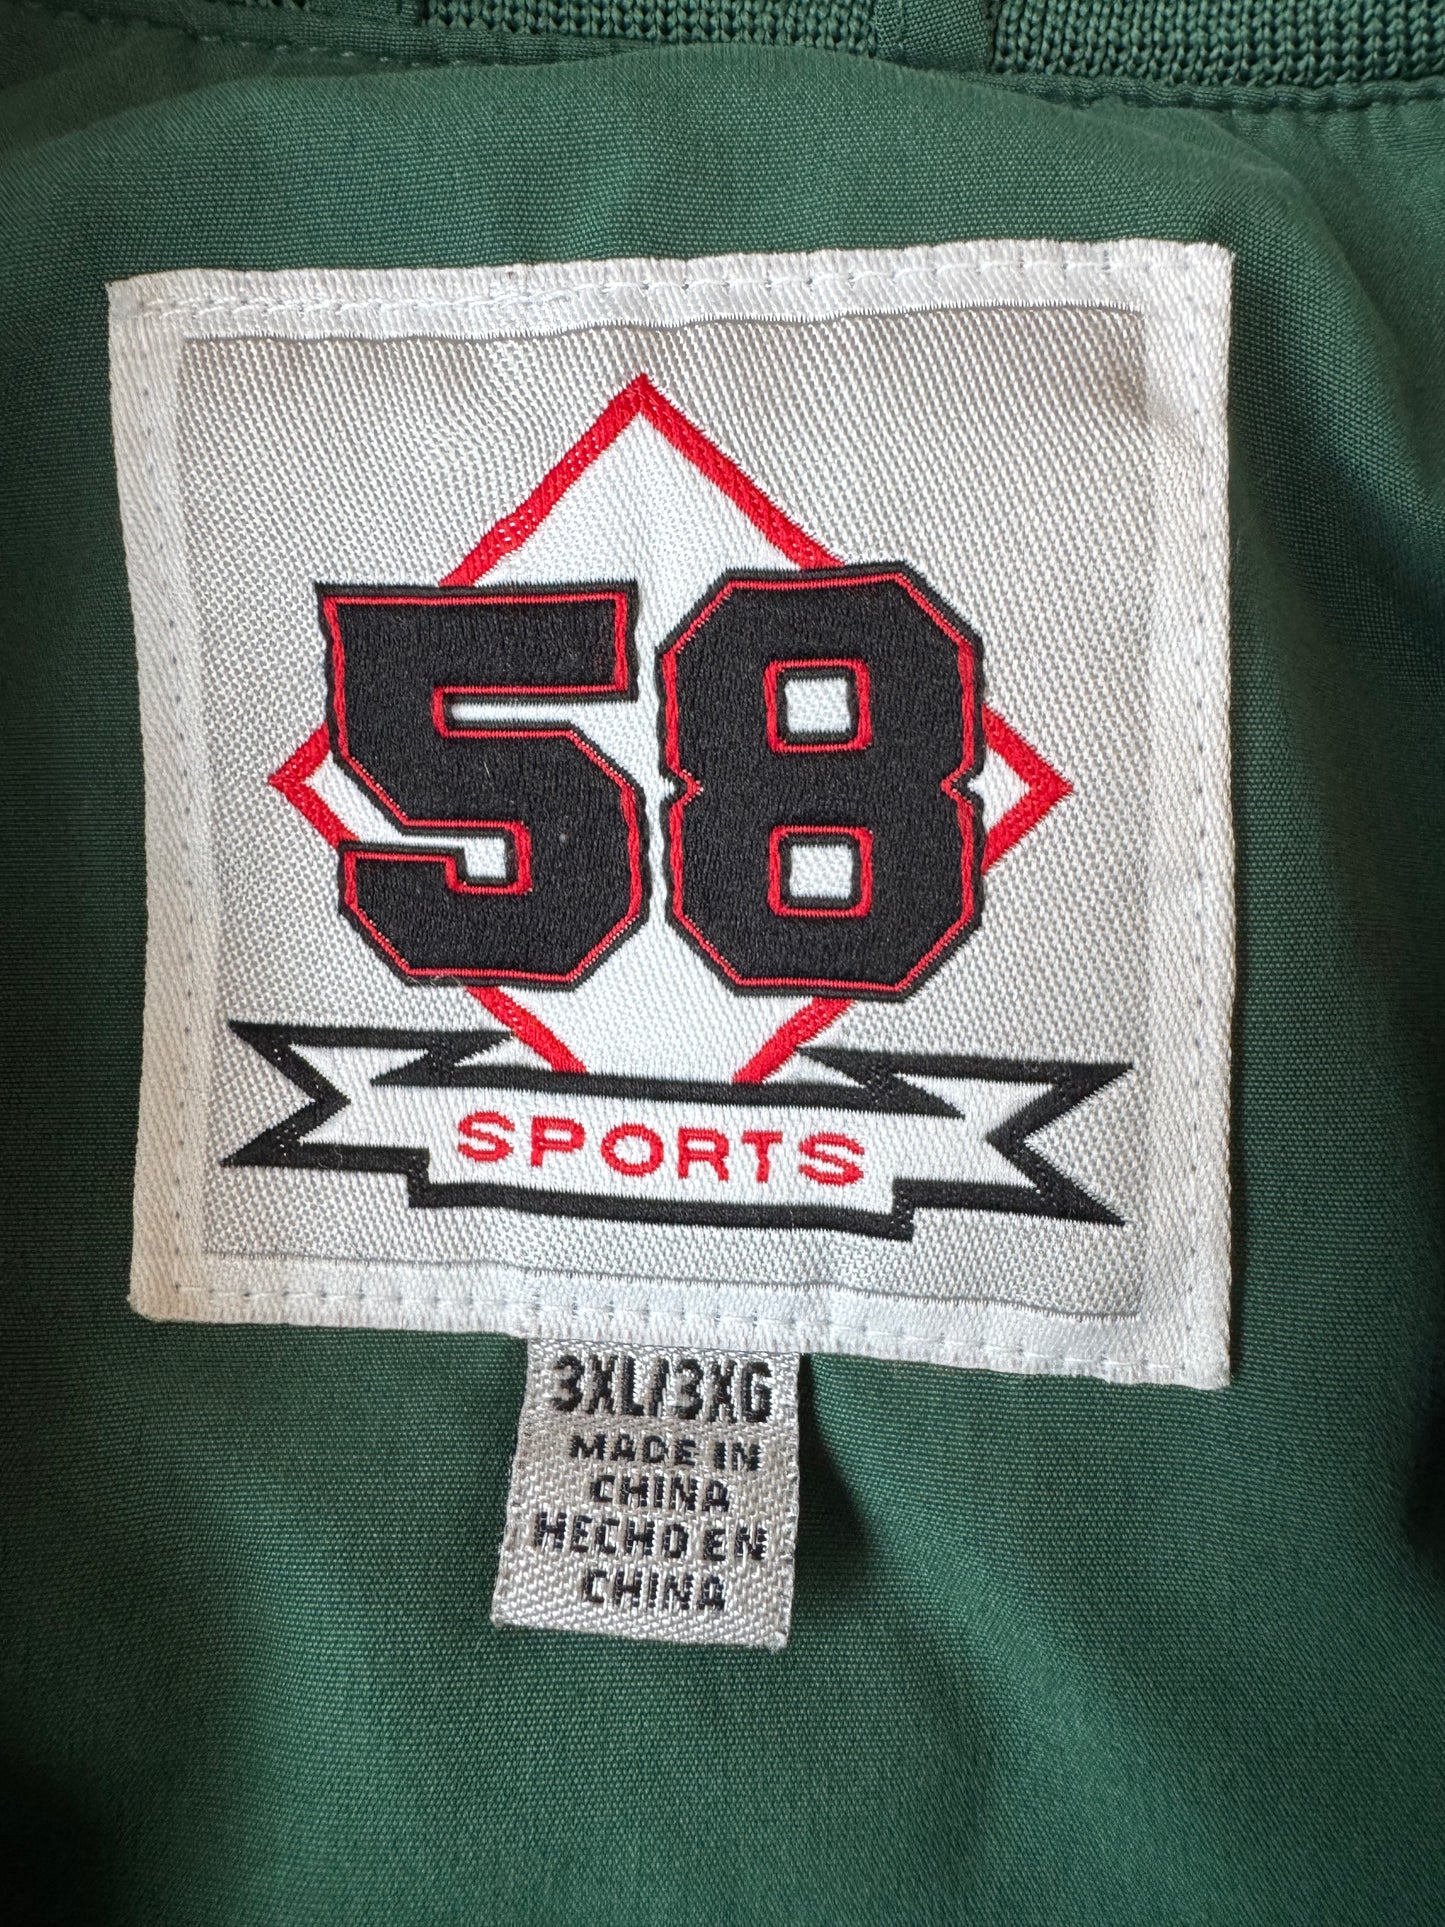 58
SPORTS
3XL/3XG
MADE IN
CHINA
HECHO EN
CHINA